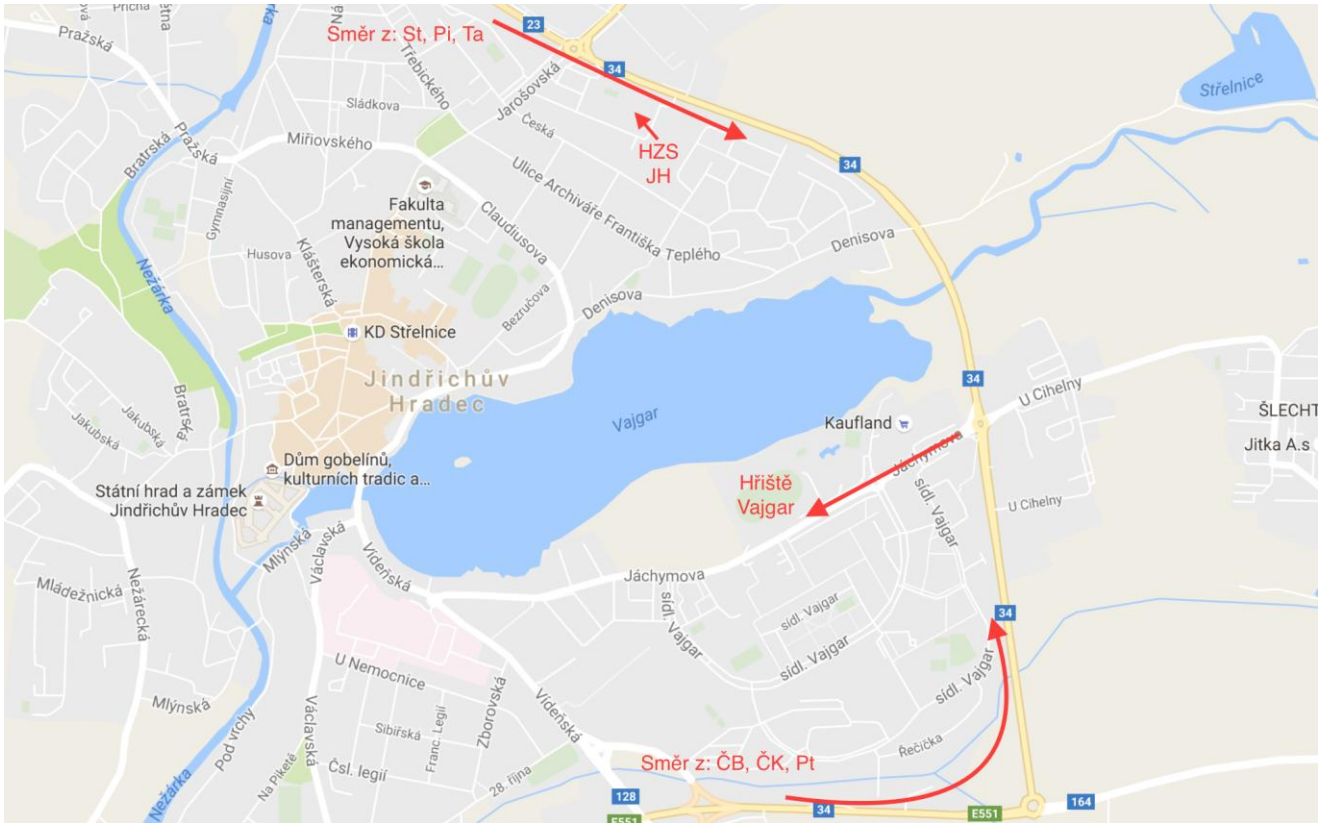 Příčná
Pražská
Směr z: St, Pi, Ta
23
34
Střelnice
Třebického
Jarošovská
Sládkova
Česká
Bratrská
Pražská
Miřiovského
HZS
JH
34
Gymnasijní
Fakulta
managementu,
Vysoká škola
ekonomická...
Ulice Archiváře Františka Teplého
Claudiusova
Denisova
Husova
Klášterská
Nežárka
Bezručova
Denisova
KD Střelnice
Jindřichův
Hradec
34
U Cihelny
Bratrská
Jakubská
Jakubská
Vajgar
Kaufland
ŠLECHT
Jitka A.s
Jáchymova
Dům gobelínů,
kulturních tradic a...
Státní hrad a zámek
Jindřichův Hradec
Hřiště
Vajgar
sídl. Vajgar
U Cihelny
Mlýnská
Václavská
Vídeňská
Jáchymova
Mládežnická
Nežárecká
sídl. Vajgar
sídl. Vajgar
sídl. Vajgar
34
sídl. Vajgar
U Nemocnice
Mlýnská
Pod vrchy
Václavská
Sibiřská
Franc. Legií
Zborovská
Vídeňská
Řečička
Na Piketě
Čsl. legií
28. října
Směr z: ČB, ČK, Pt
Nežárka
128
34
E551
164
E551